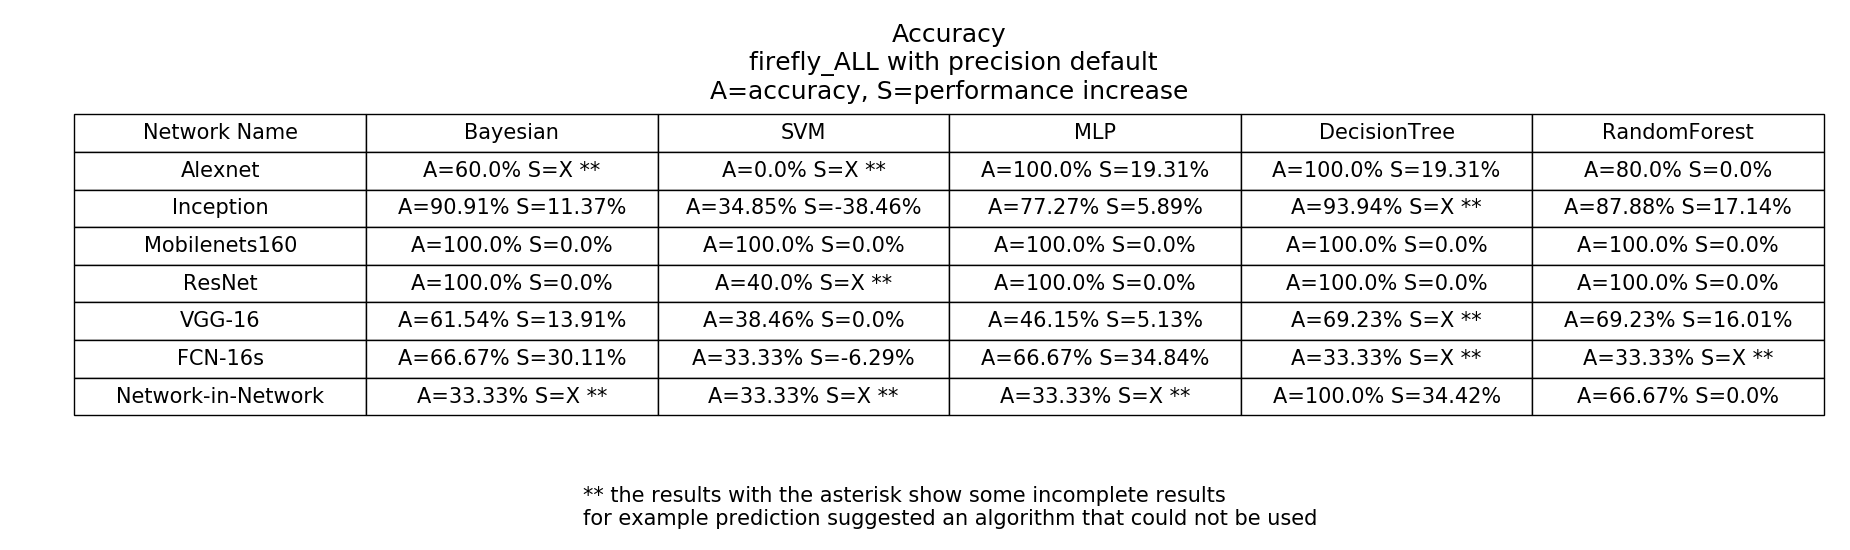 Accuracy
firefly_ALL with precision default
A=accuracy, S=performance increase
Network Name Bayesian SVM MLP DecisionTree RandomForest
Alexnet A=60.0% S=X ** A=0.0% S=X ** A=100.0% S=19.31% A=100.0% S=19.31% A=80.0% S=0.0%
Inception A=90.91% S=11.37% A=34.85% S=-38.46% A=77.27% S=5.89% A=93.94% S=X ** A=87.88% S=17.14%
Mobilenets160 A=100.0% S=0.0% A=100.0% S=0.0% A=100.0% S=0.0% A=100.0% S=0.0% A=100.0% S=0.0%
ResNet A=100.0% S=0.0% A=40.0% S=X ** A=100.0% S=0.0% A=100.0% S=0.0% A=100.0% S=0.0%
VGG-16 A=61.54% S=13.91% A=38.46% S=0.0% A=46.15% S=5.13% A=69.23% S=X ** A=69.23% S=16.01%
FCN-16s A=66.67% S=30.11% A=33.33% S=-6.29% A=66.67% S=34.84% A=33.33% S=X ** A=33.33% S=X **
Network-in-Network A=33.33% S=X ** A=33.33% S=X ** A=33.33% S=X ** A=100.0% S=34.42% A=66.67% S=0.0%
** the results with the asterisk show some incomplete results
for example prediction suggested an algorithm that could not be used